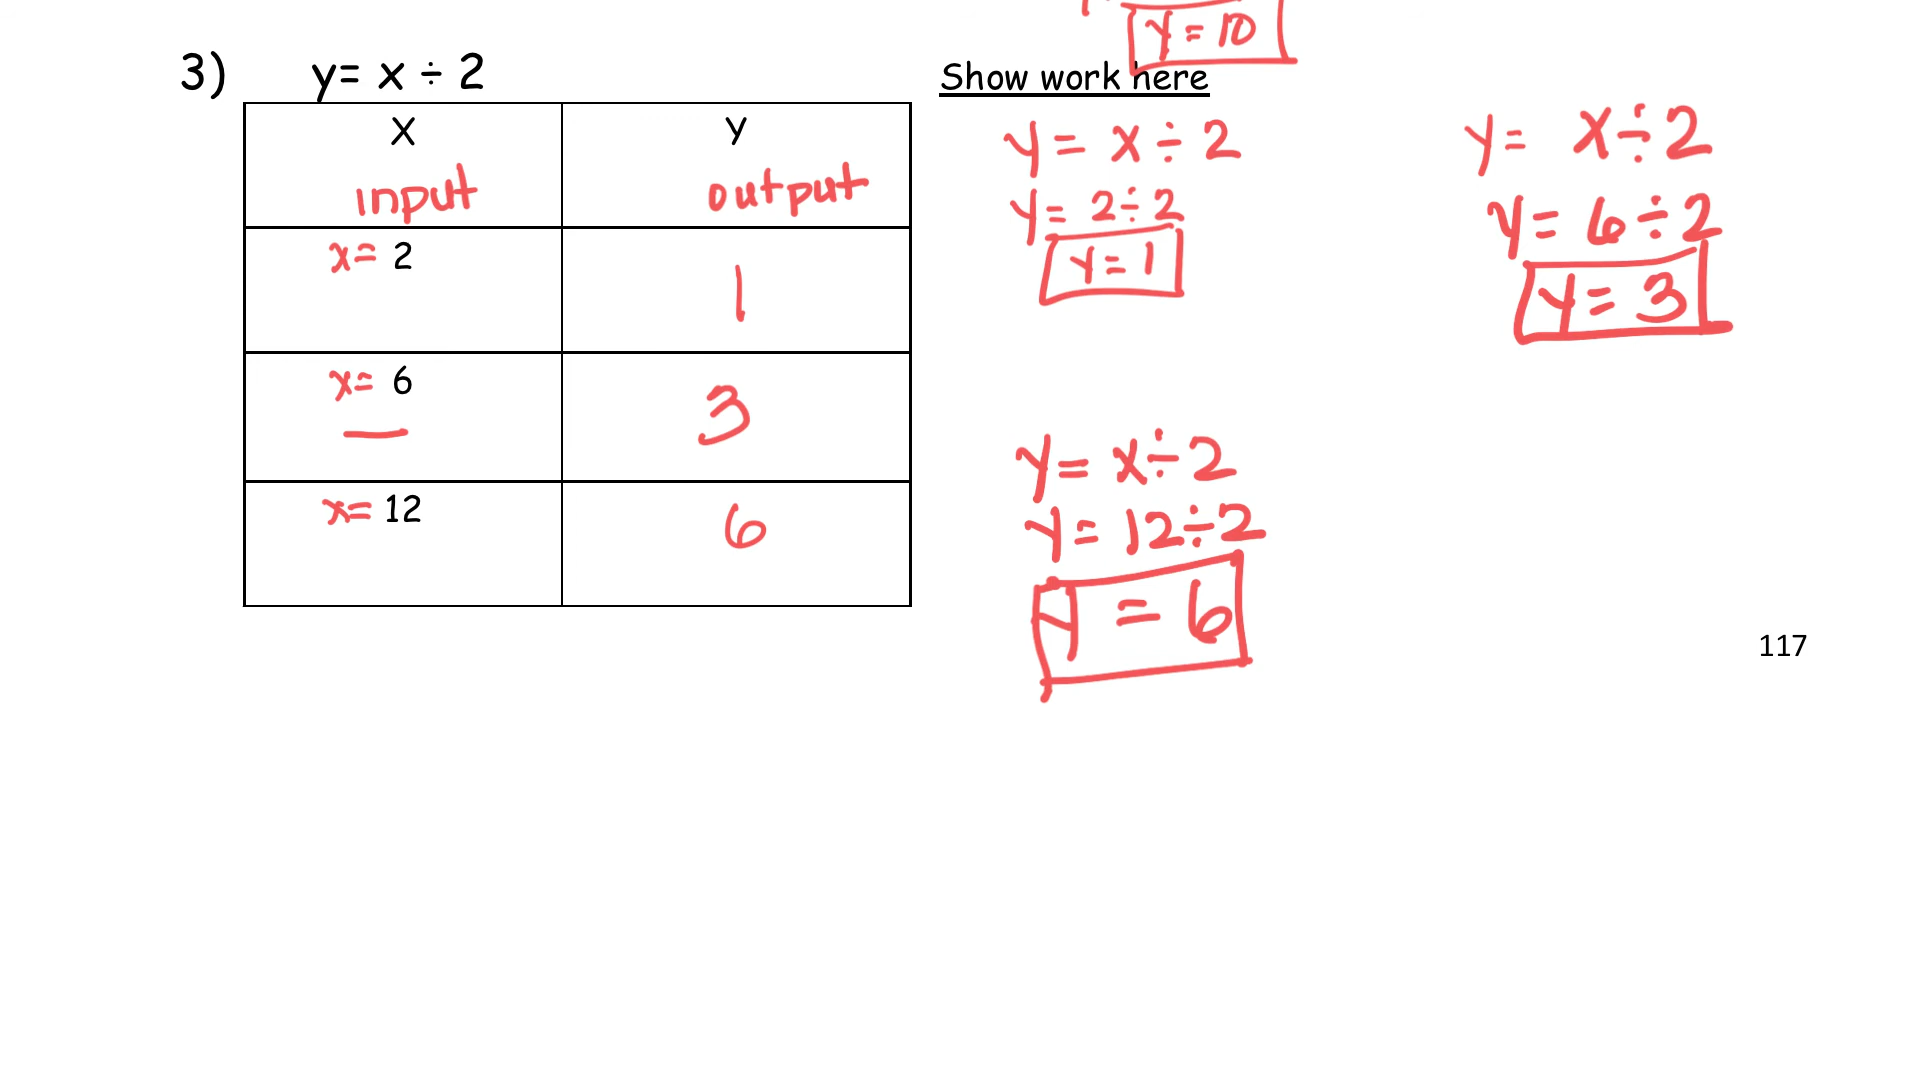 y = 10
3) y= x ÷ 2
Show work here
X Y
input output
x= 2 1
x= 6 3
x= 12 6
y = x ÷ 2
y = 2 ÷ 2
y = 1
y = x ÷ 2
y = 6 ÷ 2
y = 3
y = x ÷ 2
y = 12 ÷ 2
y = 6
117